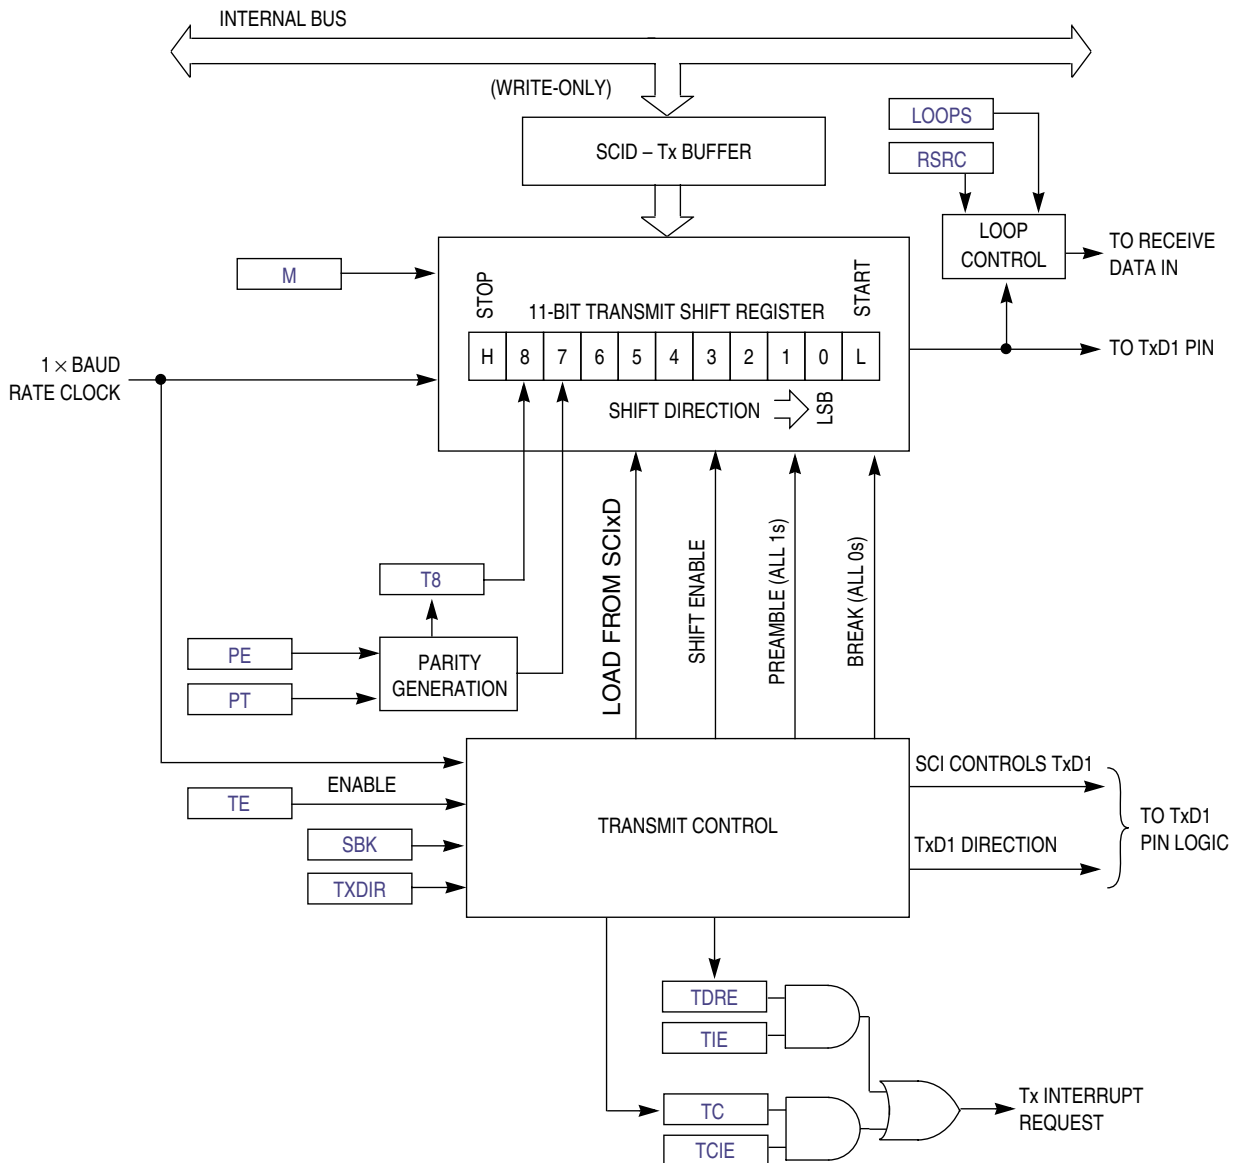 INTERNAL BUS
(WRITE-ONLY)
SCID – Tx BUFFER
LOOPS
RSRC
LOOP
CONTROL
TO RECEIVE
DATA IN
M
STOP
11-BIT TRANSMIT SHIFT REGISTER
START
H 8 7 6 5 4 3 2 1 0 L
TO TxD1 PIN
1 × BAUD
RATE CLOCK
SHIFT DIRECTION
LSB
LOAD FROM SCIxD
SHIFT ENABLE
PREAMBLE (ALL 1s)
BREAK (ALL 0s)
T8
PE
PT
PARITY
GENERATION
ENABLE
TE
SBK
TXDIR
TRANSMIT CONTROL
SCI CONTROLS TxD1
TxD1 DIRECTION
TO TxD1
PIN LOGIC
TDRE
TIE
TC
TCIE
Tx INTERRUPT
REQUEST